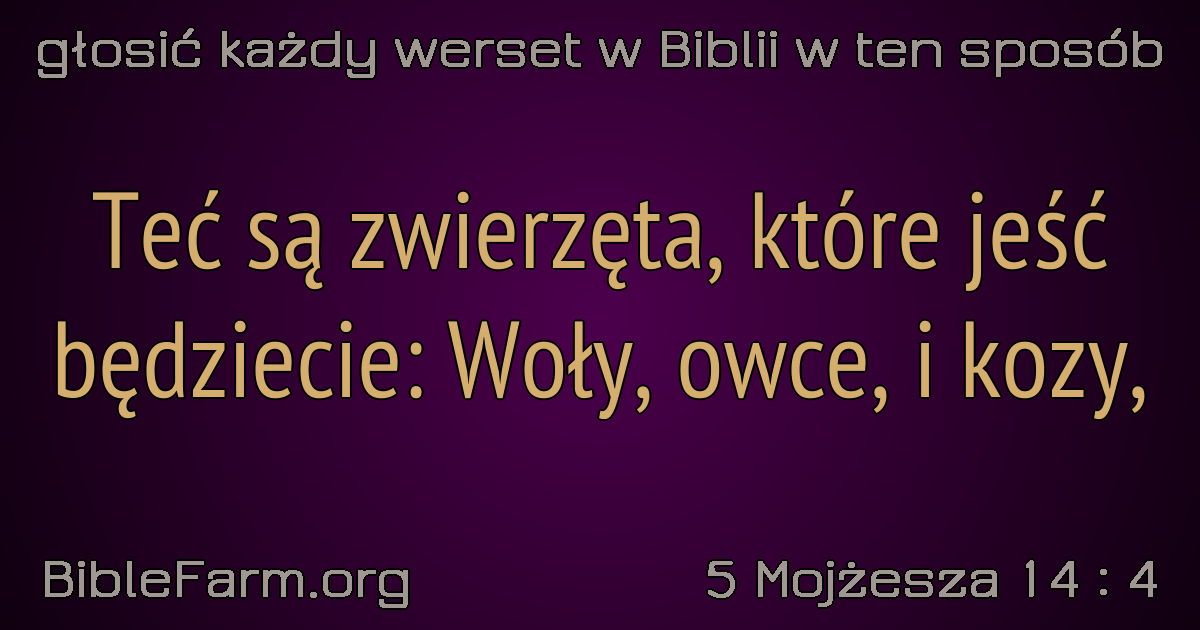 głosić każdy werset w Biblii w ten sposób
Teć są zwierzęta, które jeść
będziecie: Woły, owce, i kozy,
BibleFarm.org
5 Mojżesza 14 : 4